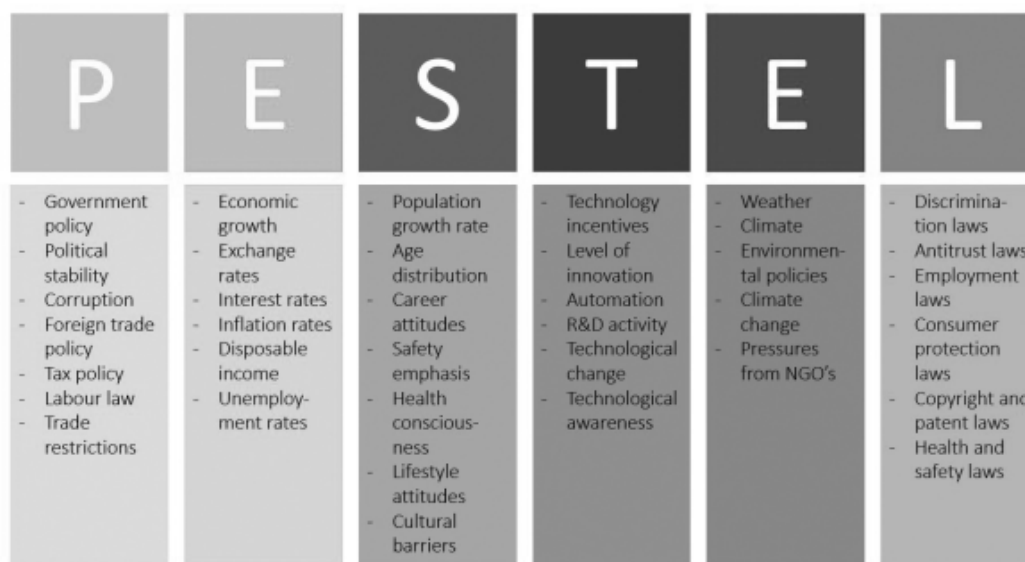 P
E
S
T
E
L
- Government
policy
- Political
stability
- Corruption
- Foreign trade
policy
- Tax policy
- Labour law
- Trade
restrictions
- Economic
growth
- Exchange
rates
- Interest rates
- Inflation rates
- Disposable
income
- Unemploy-
ment rates
- Population
growth rate
- Age
distribution
- Career
attitudes
- Safety
emphasis
- Health
conscious-
ness
- Lifestyle
attitudes
- Cultural
barriers
- Technology
incentives
- Level of
innovation
- Automation
- R&D activity
- Technological
change
- Technological
awareness
- Weather
- Climate
- Environmen-
tal policies
- Climate
change
- Pressures
from NGO's
- Discrimina-
tion laws
- Antitrust laws
- Employment
laws
- Consumer
protection
laws
- Copyright and
patent laws
- Health and
safety laws